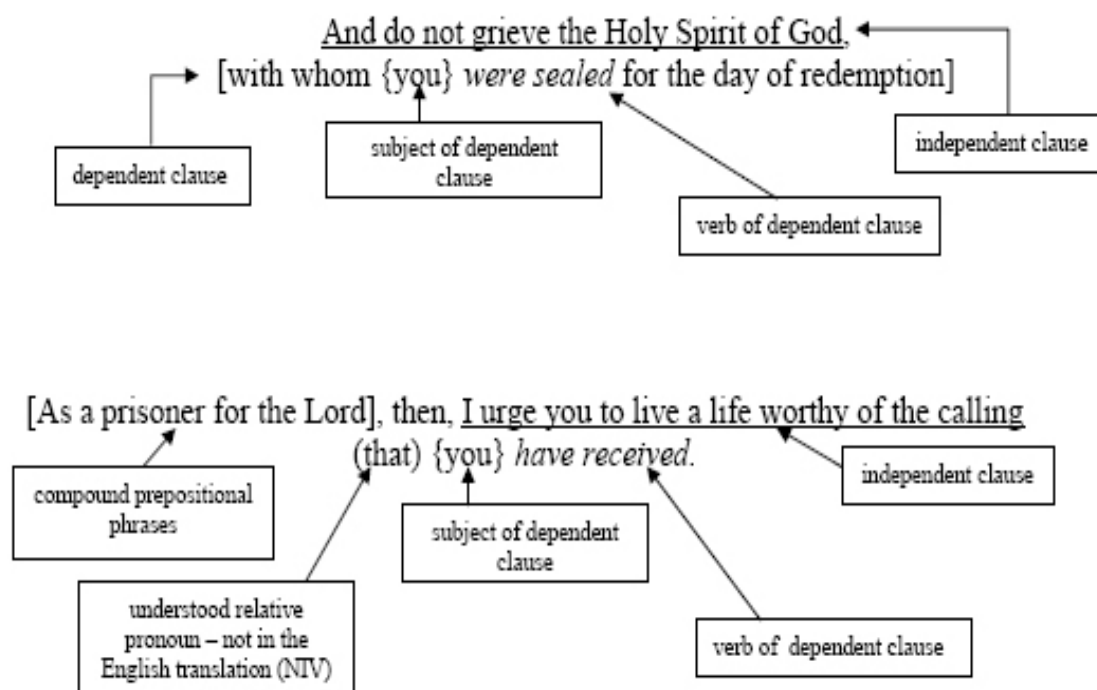 And do not grieve the Holy Spirit of God,
[with whom {you} were sealed for the day of redemption]
dependent clause
subject of dependent
clause
independent clause
verb of dependent clause
[As a prisoner for the Lord], then, I urge you to live a life worthy of the calling
(that) {you} have received.
compound prepositional
phrases
subject of dependent
clause
independent clause
understood relative
pronoun – not in the
English translation (NIV)
verb of dependent clause